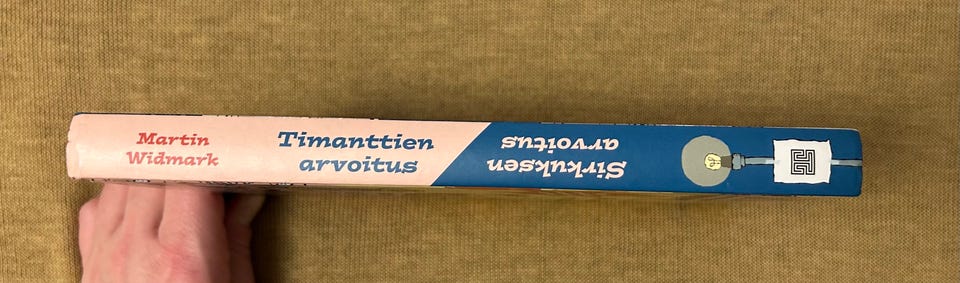 Martin
Widmark
Timanttien
arvoitus
Sirkuksen
arvoitus